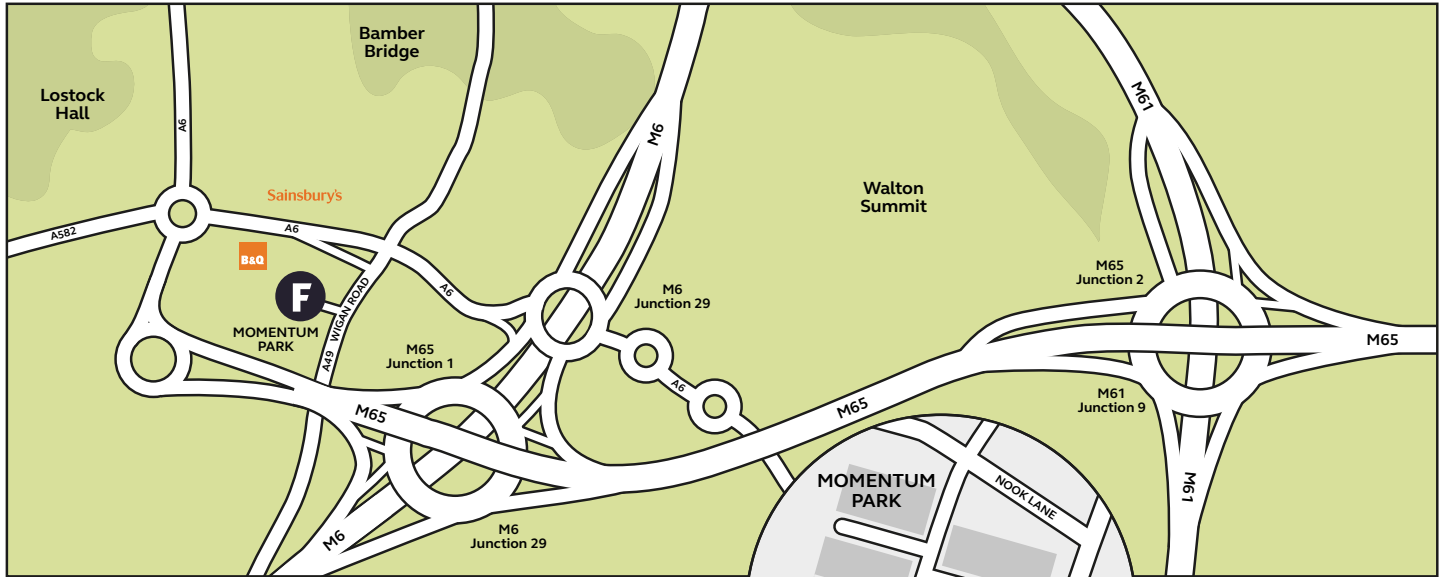 Bamber
Bridge
Lostock
Hall
A6
M6
M61
Sainsbury's
Walton
Summit
A582
A6
B&Q
F
MOMENTUM
PARK
A49 WIGAN ROAD
A6
M65
Junction 2
M6
Junction 29
M65
Junction 1
M65
A6
M61
Junction 9
M65
M65
MOMENTUM
PARK
NOOK LANE
M61
M6
M6
Junction 29